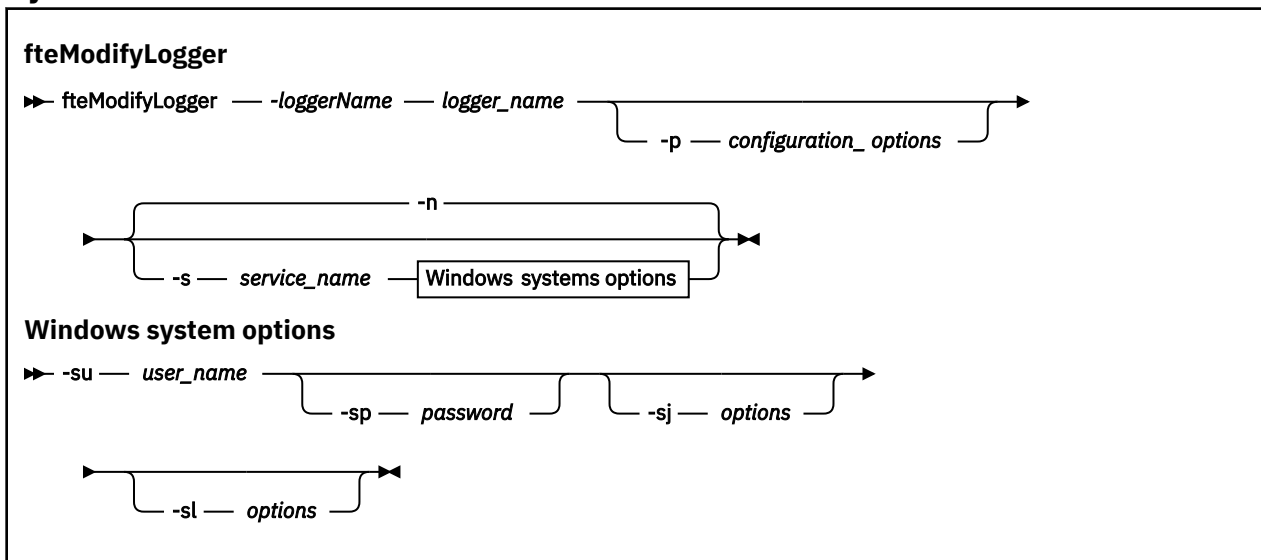 fteModifyLogger
fteModifyLogger -loggerName logger_name
-p configuration_ options
-n
-s service_name Windows systems options
Windows system options
-su user_name
-sp password -sj options
-sl options